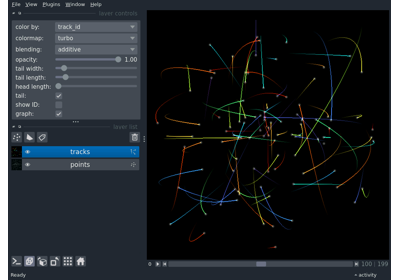 File View Plugins Window Help
layer controls
color by: track_id
colormap: turbo
blending: additive
opacity: 1.00
tail width:
tail length:
head length:
tail:
show ID:
graph:
layer list
tracks
points
100 | 199
Ready
activity